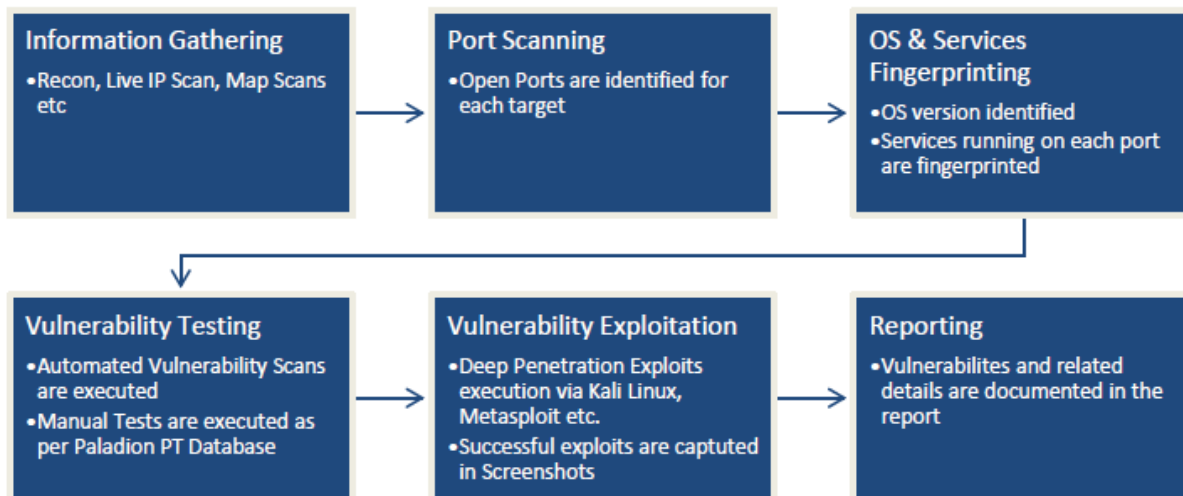 Information Gathering
•Recon, Live IP Scan, Map Scans
etc
Port Scanning
•Open Ports are identified for
each target
OS & Services
Fingerprinting
•OS version identified
•Services running on each port
are fingerprinted
Vulnerability Testing
•Automated Vulnerability Scans
are executed
•Manual Tests are executed as
per Paladion PT Database
Vulnerability Exploitation
•Deep Penetration Exploits
execution via Kali Linux,
Metasploit etc.
•Successful exploits are captuted
in Screenshots
Reporting
•Vulnerabilites and related
details are documented in the
report